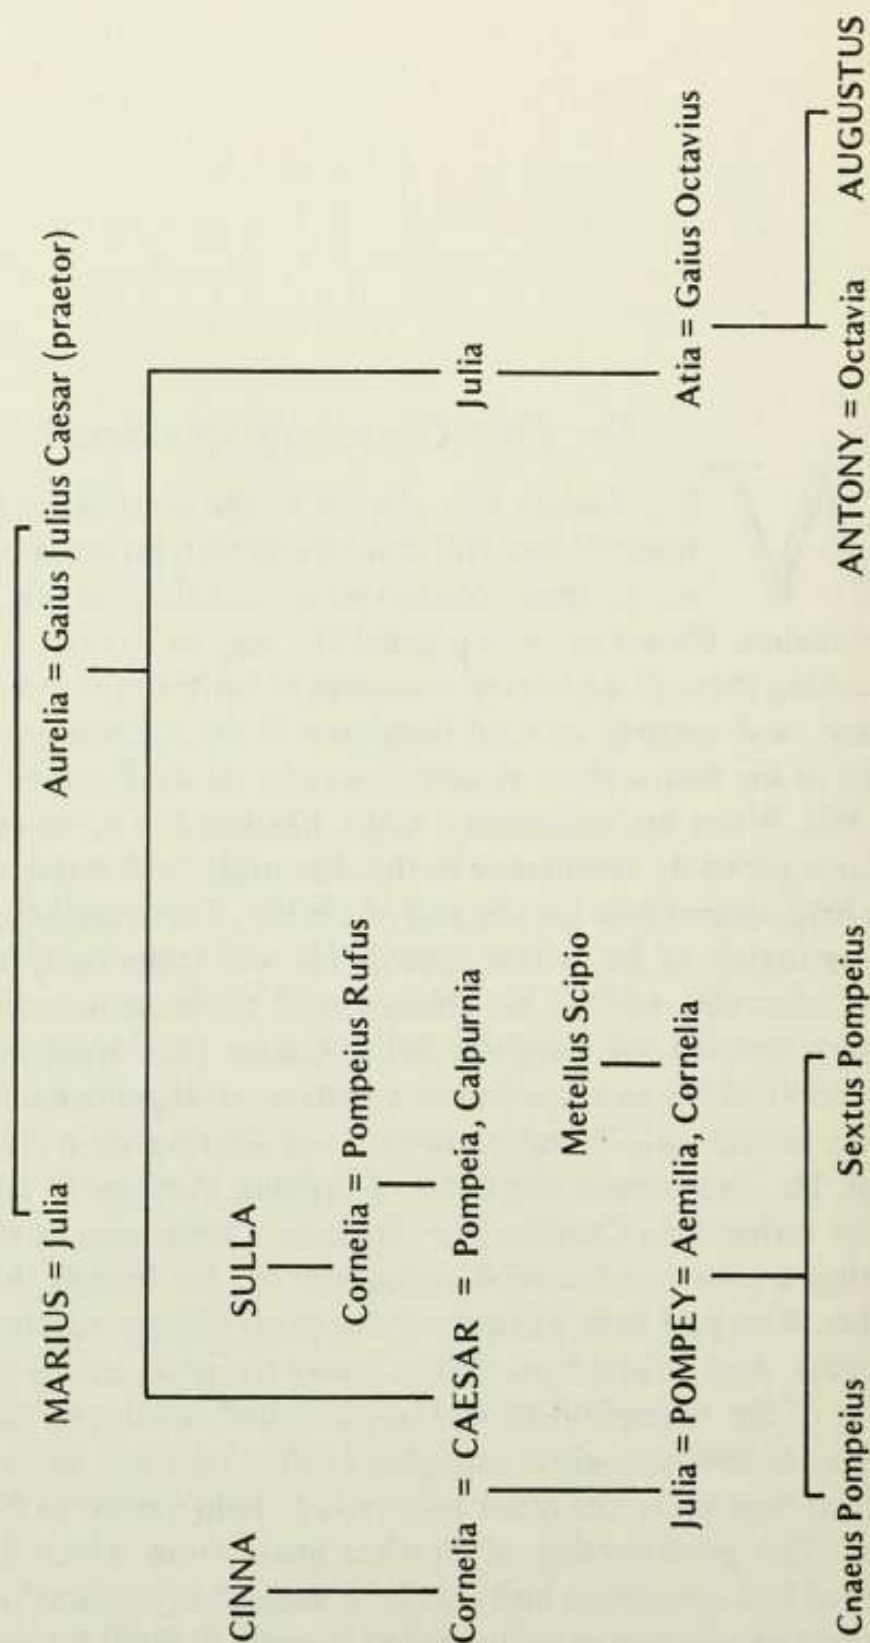 MARIUS = Julia Aurelia = Gaius Julius Caesar (praetor)
CINNA SULLA
Cornelia = Pompeius Rufus
Cornelia = CAESAR = Pompeia, Calpurnia Julia
Metellus Scipio
Julia = POMPEY = Aemilia, Cornelia Atia = Gaius Octavius
Cnaeus Pompeius Sextus Pompeius ANTONY = Octavia AUGUSTUS